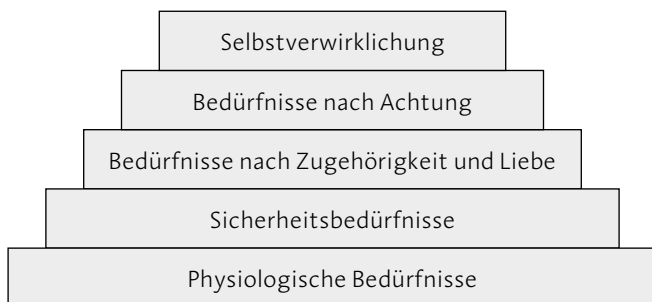 Selbstverwirklichung
Bedürfnisse nach Achtung
Bedürfnisse nach Zugehörigkeit und Liebe
Sicherheitsbedürfnisse
Physiologische Bedürfnisse